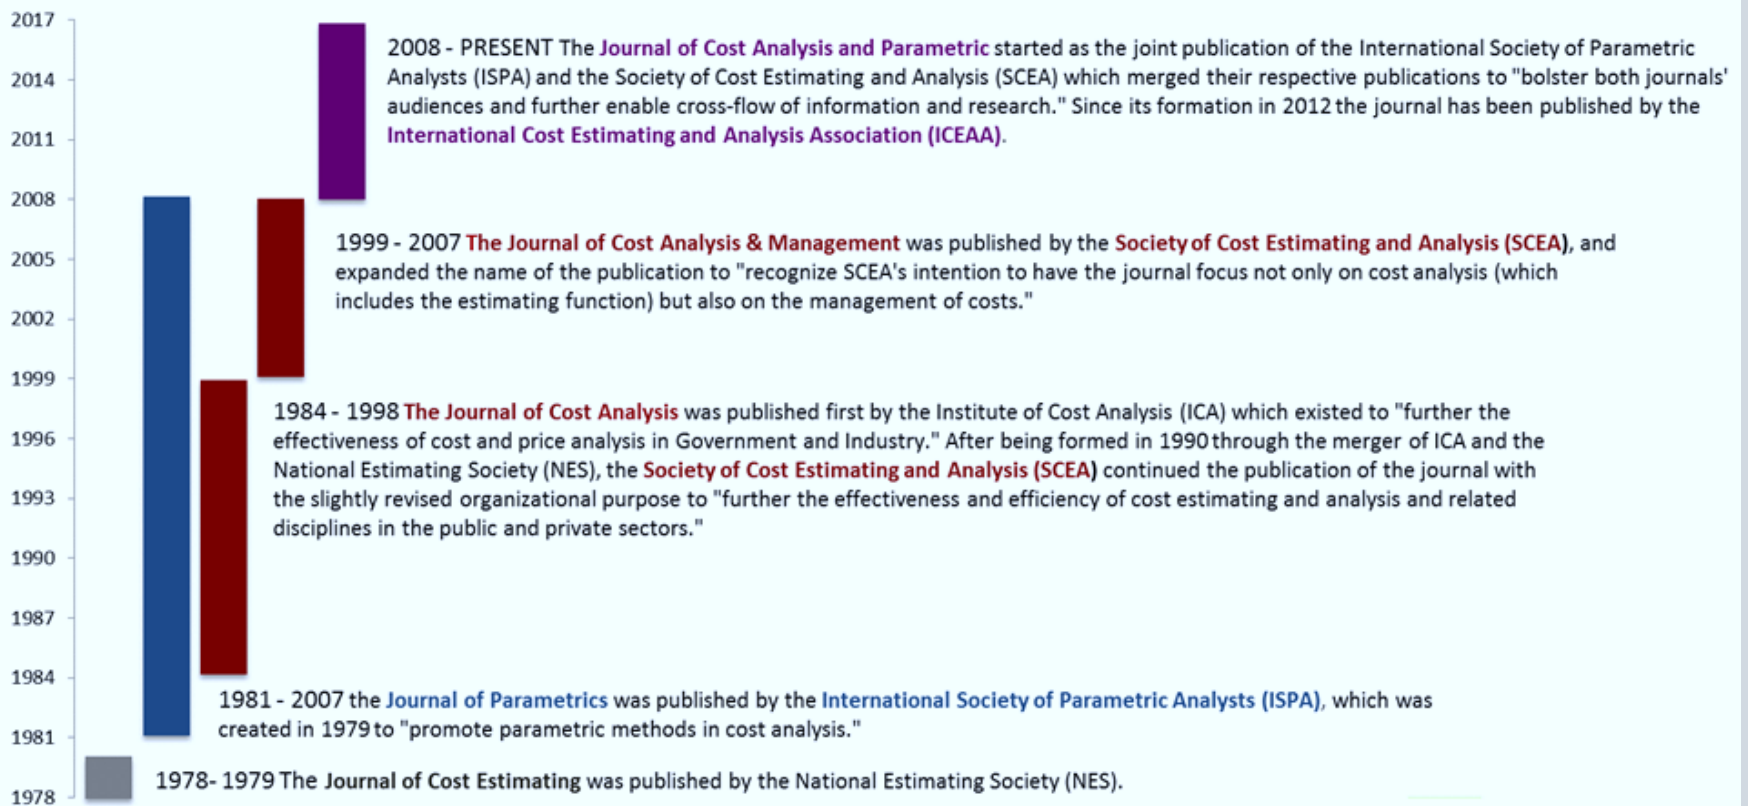 2017
2014
2011
2008
2005
2002
1999
1996
1993
1990
1987
1984
1981
1978
2008 - PRESENT The Journal of Cost Analysis and Parametric started as the joint publication of the International Society of Parametric
Analysts (ISPA) and the Society of Cost Estimating and Analysis (SCEA) which merged their respective publications to "bolster both journals'
audiences and further enable cross-flow of information and research." Since its formation in 2012 the journal has been published by the
International Cost Estimating and Analysis Association (ICEAA).
1999 - 2007 The Journal of Cost Analysis & Management was published by the Society of Cost Estimating and Analysis (SCEA), and
expanded the name of the publication to "recognize SCEA's intention to have the journal focus not only on cost analysis (which
includes the estimating function) but also on the management of costs."
1984 - 1998 The Journal of Cost Analysis was published first by the Institute of Cost Analysis (ICA) which existed to "further the
effectiveness of cost and price analysis in Government and Industry." After being formed in 1990 through the merger of ICA and the
National Estimating Society (NES), the Society of Cost Estimating and Analysis (SCEA) continued the publication of the journal with
the slightly revised organizational purpose to "further the effectiveness and efficiency of cost estimating and analysis and related
disciplines in the public and private sectors."
1981 - 2007 the Journal of Parametrics was published by the International Society of Parametric Analysts (ISPA), which was
created in 1979 to "promote parametric methods in cost analysis."
1978- 1979 The Journal of Cost Estimating was published by the National Estimating Society (NES).